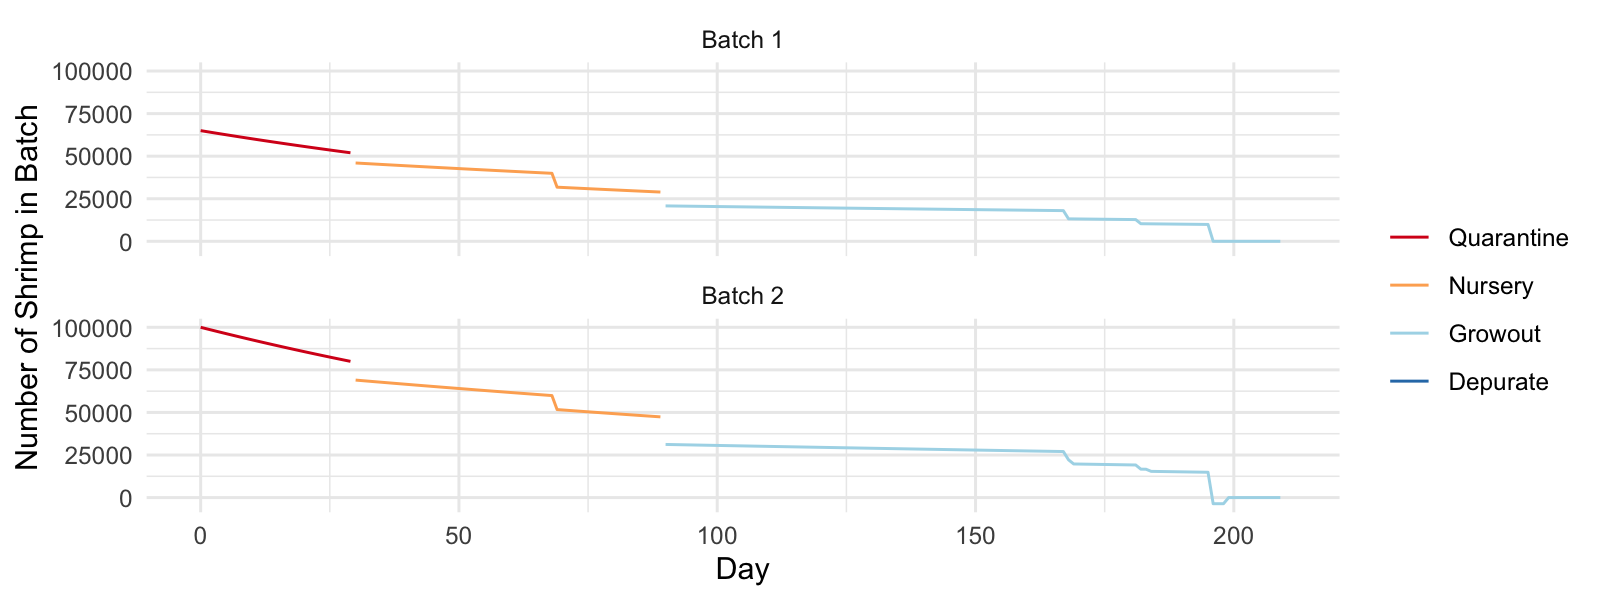 Batch 1
100000
75000
50000
25000
0
Batch 2
100000
75000
50000
25000
0
0 50 100 150 200
Day
Number of Shrimp in Batch
Quarantine
Nursery
Growout
Depurate